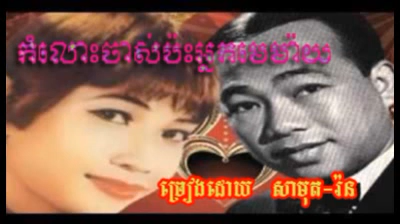 កំលោះចាស់ប៉ះអ្នកមេម៉ាយ
ចម្រៀងដោយ សាមុត-រ៉ន